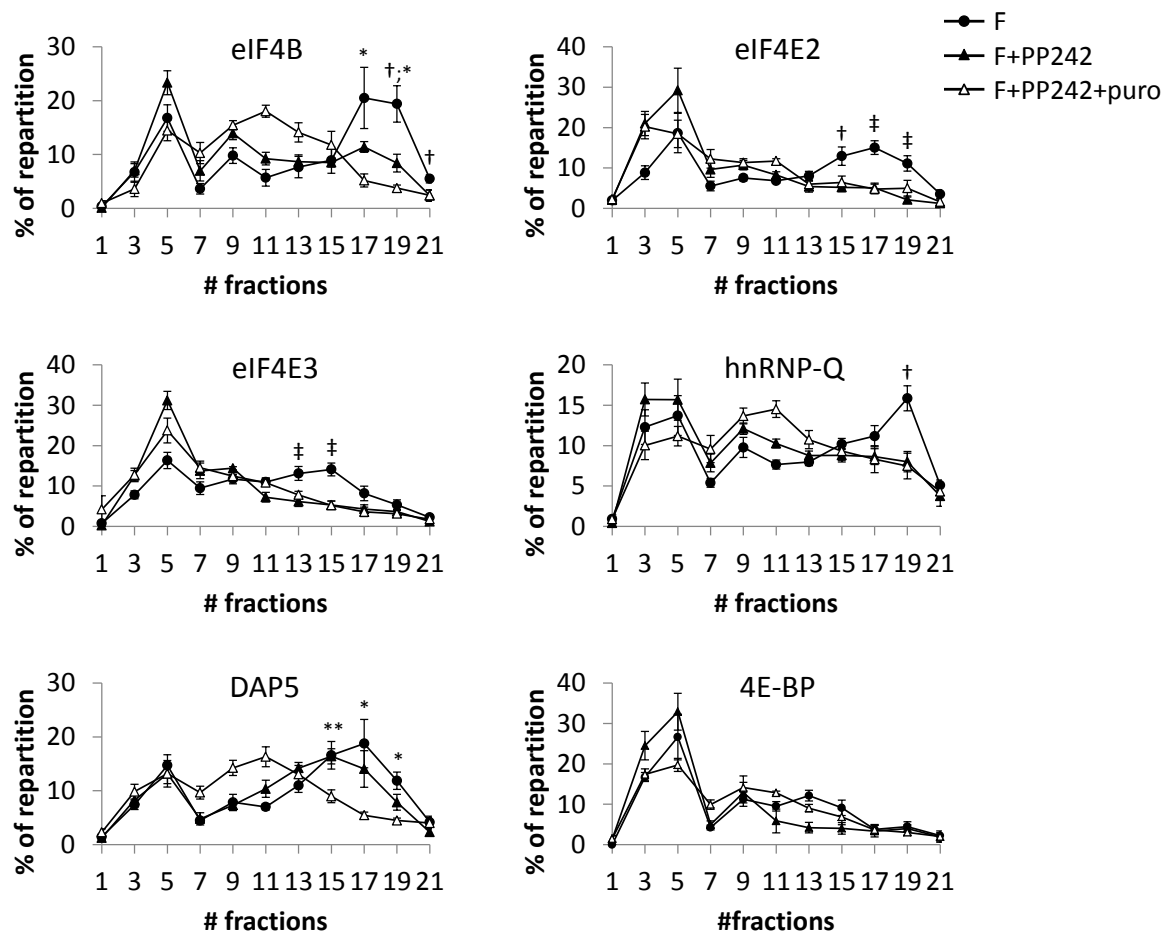 F
F+PP242
F+PP242+puro
eIF4B
% of repartition
30
20
10
0
*
†;*
†
1 3 5 7 9 11 13 15 17 19 21
# fractions
eIF4E2
% of repartition
40
30
20
10
0
†
‡
‡
1 3 5 7 9 11 13 15 17 19 21
# fractions
eIF4E3
% of repartition
40
30
20
10
0
‡
‡
1 3 5 7 9 11 13 15 17 19 21
# fractions
hnRNP-Q
% of repartition
20
15
10
5
0
†
1 3 5 7 9 11 13 15 17 19 21
# fractions
DAP5
% of repartition
30
20
10
0
**
*
*
1 3 5 7 9 11 13 15 17 19 21
# fractions
4E-BP
% of repartition
40
30
20
10
0
1 3 5 7 9 11 13 15 17 19 21
#fractions